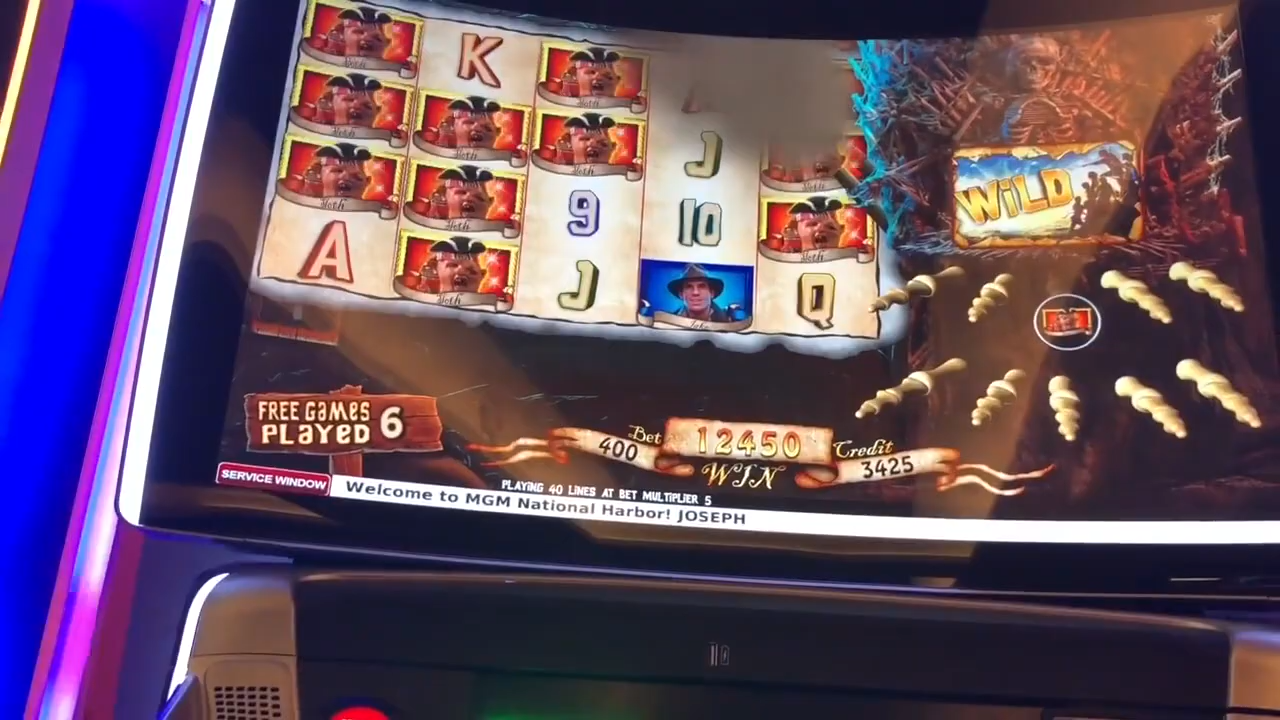 K
J
9
10
A
J
Q
WILD
FREE GAMES
PLAYED 6
Bet
400
12450
WIN
Credit
3425
SERVICE WINDOW
PLAYING 40 LINES AT BET MULTIPLIER 5
Welcome to MGM National Harbor! JOSEPH